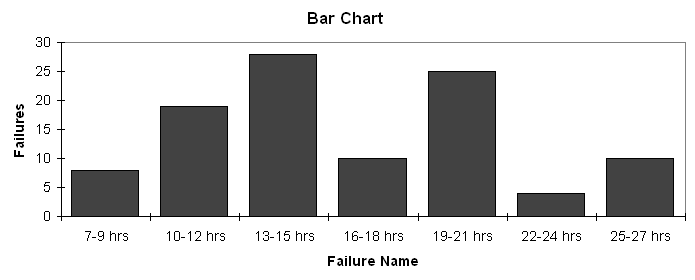 Bar Chart
30
25
20
15
10
5
0
Failures
7-9 hrs 10-12 hrs 13-15 hrs 16-18 hrs 19-21 hrs 22-24 hrs 25-27 hrs
Failure Name